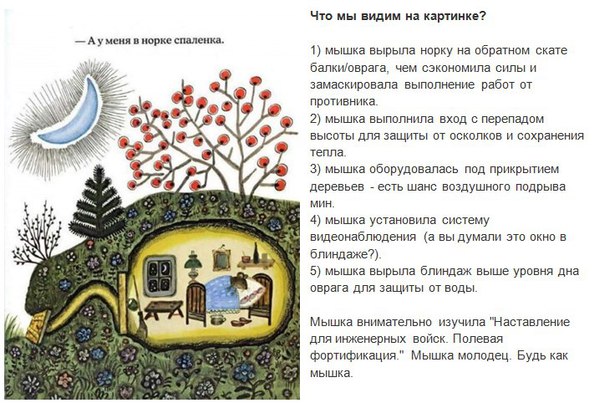 — А у меня в норке спаленка.
Что мы видим на картинке?
1) мышка вырыла норку на обратном скате
балки/оврага, чем сэкономила силы и
замаскировала выполнение работ от
противника.
2) мышка выполнила вход с перепадом
высоты для защиты от осколков и сохранения
тепла.
3) мышка оборудовалась под прикрытием
деревьев - есть шанс воздушного подрыва
мин.
4) мышка установила систему
видеонаблюдения (а вы думали это окно в
блиндаже?).
5) мышка вырыла блиндаж выше уровня дна
оврага для защиты от воды.
Мышка внимательно изучила "Наставление
для инженерных войск. Полевая
фортификация." Мышка молодец. Будь как
мышка.